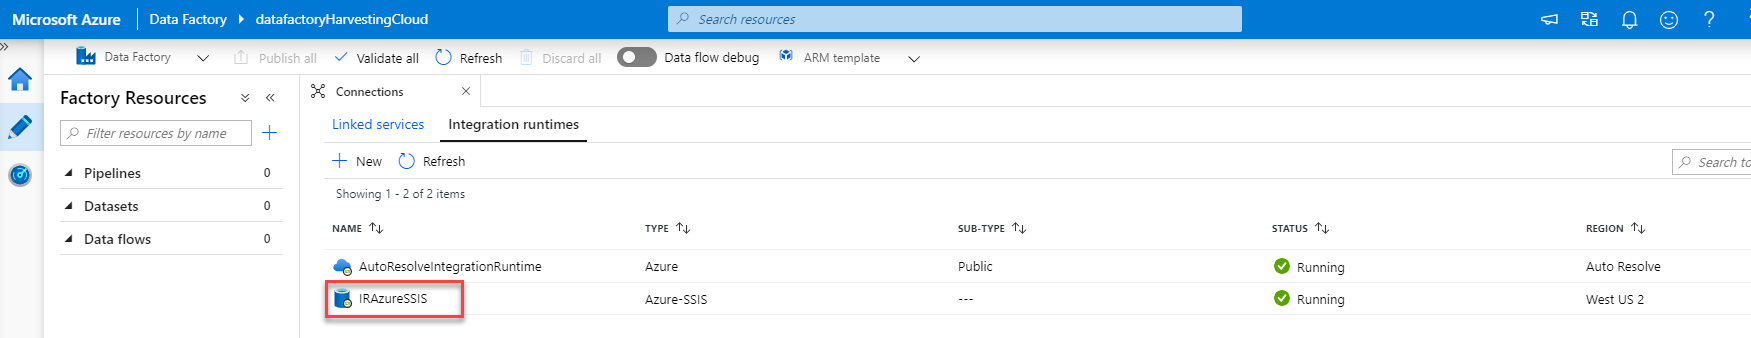 Microsoft Azure Data Factory datafactoryHarvestingCloud Search resources ?
» Data Factory Publish all Validate all Refresh Discard all Data flow debug ARM template
Factory Resources «
Connections
Filter resources by name
Linked services Integration runtimes
New Refresh Search to
Pipelines 0
Showing 1 - 2 of 2 items
Datasets 0
NAME TYPE SUB-TYPE STATUS REGION
Data flows 0
AutoResolveIntegrationRuntime Azure Public Running Auto Resolve
IRAzureSSIS Azure-SSIS --- Running West US 2